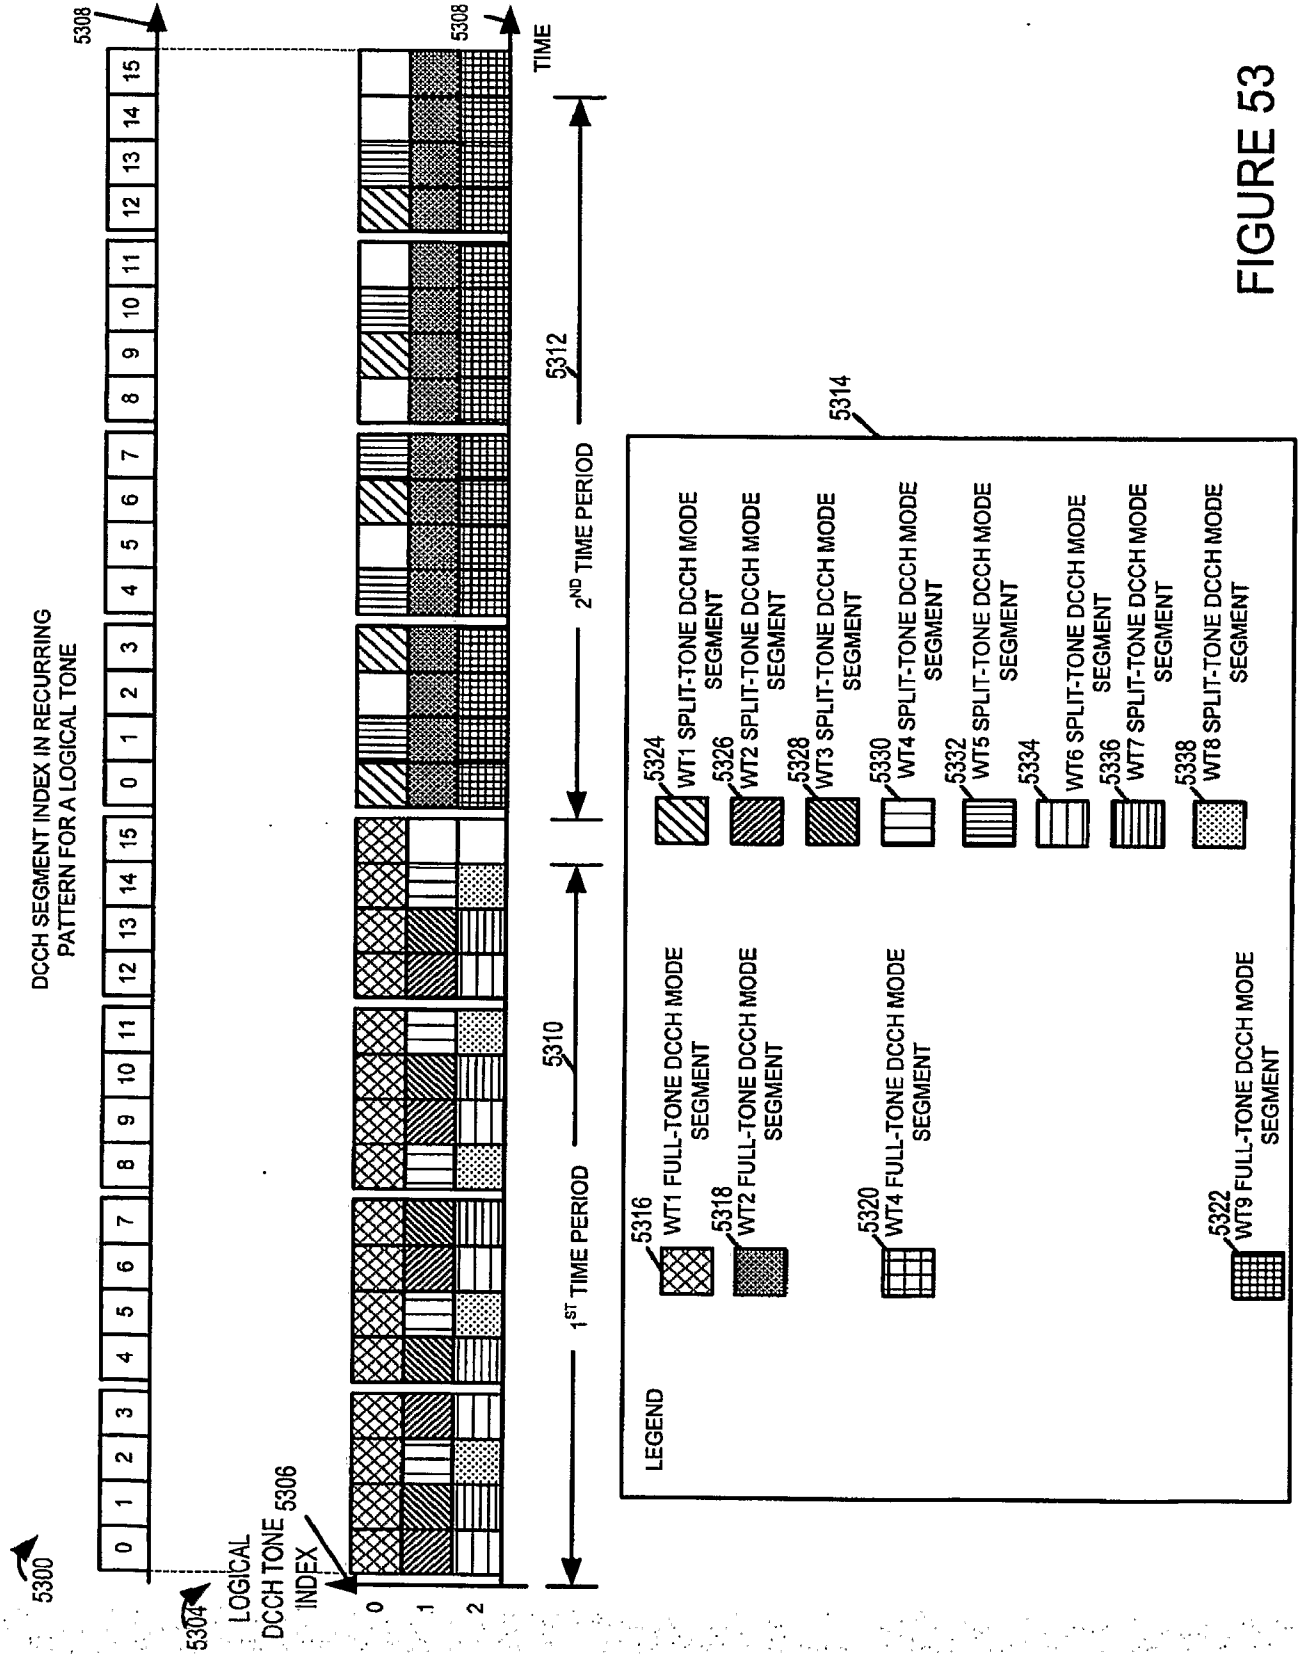 5300
DCCH SEGMENT INDEX IN RECURRING
PATTERN FOR A LOGICAL TONE
0 1 2 3 4 5 6 7 8 9 10 11 12 13 14 15 0 1 2 3 4 5 6 7 8 9 10 11 12 13 14 15
5308
5304
LOGICAL
DCCH TONE
INDEX
5306
0
1
2
5308
TIME
1ST TIME PERIOD
5310
2ND TIME PERIOD
5312
5314
LEGEND
5316
WT1 FULL-TONE DCCH MODE
SEGMENT
5318
WT2 FULL-TONE DCCH MODE
SEGMENT
5320
WT4 FULL-TONE DCCH MODE
SEGMENT
5322
WT9 FULL-TONE DCCH MODE
SEGMENT
5324
WT1 SPLIT-TONE DCCH MODE
SEGMENT
5326
WT2 SPLIT-TONE DCCH MODE
SEGMENT
5328
WT3 SPLIT-TONE DCCH MODE
SEGMENT
5330
WT4 SPLIT-TONE DCCH MODE
SEGMENT
5332
WT5 SPLIT-TONE DCCH MODE
SEGMENT
5334
WT6 SPLIT-TONE DCCH MODE
SEGMENT
5336
WT7 SPLIT-TONE DCCH MODE
SEGMENT
5338
WT8 SPLIT-TONE DCCH MODE
SEGMENT
FIGURE 53